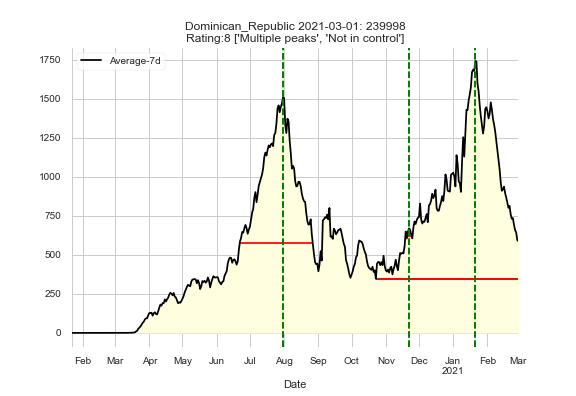 Dominican_Republic 2021-03-01: 239998
Rating:8 ['Multiple peaks', 'Not in control']
Average-7d
1750
1500
1250
1000
750
500
250
0
Feb Mar Apr May Jun Jul Aug Sep Oct Nov Dec Jan Feb Mar
2021
Date